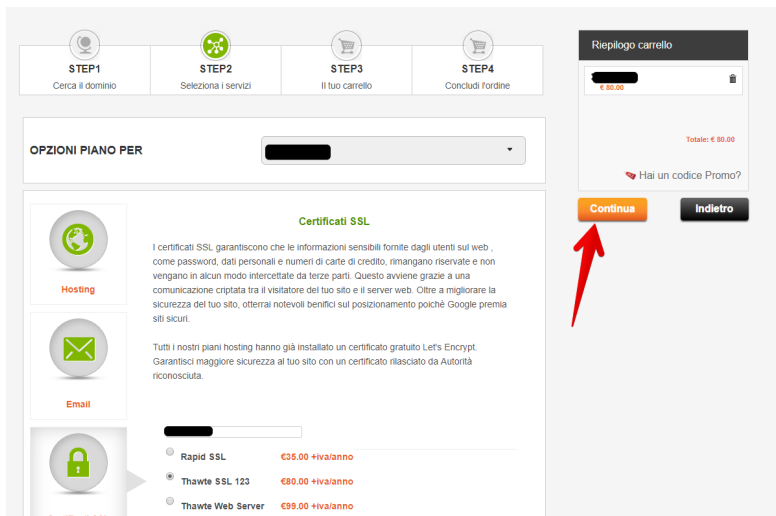 STEP1
Cerca il dominio
STEP2
Seleziona i servizi
STEP3
Il tuo carrello
STEP4
Concludi l'ordine
Riepilogo carrello
€ 80.00
Totale: € 80.00
Hai un codice Promo?
Continua
Indietro
OPZIONI PIANO PER
Hosting
Email
Certificati SSL
I certificati SSL garantiscono che le informazioni sensibili fornite dagli utenti sul web ,
come password, dati personali e numeri di carte di credito, rimangano riservate e non
vengano in alcun modo intercettate da terze parti. Questo avviene grazie a una
comunicazione criptata tra il visitatore del tuo sito e il server web. Oltre a migliorare la
sicurezza del tuo sito, otterrai notevoli benifici sul posizionamento poichè Google premia
siti sicuri.
Tutti i nostri piani hosting hanno già installato un certificato gratuito Let's Encrypt.
Garantisci maggiore sicurezza al tuo sito con un certificato rilasciato da Autorità
riconosciuta.
Rapid SSL €35.00 +iva/anno
Thawte SSL 123 €80.00 +iva/anno
Thawte Web Server €99.00 +iva/anno